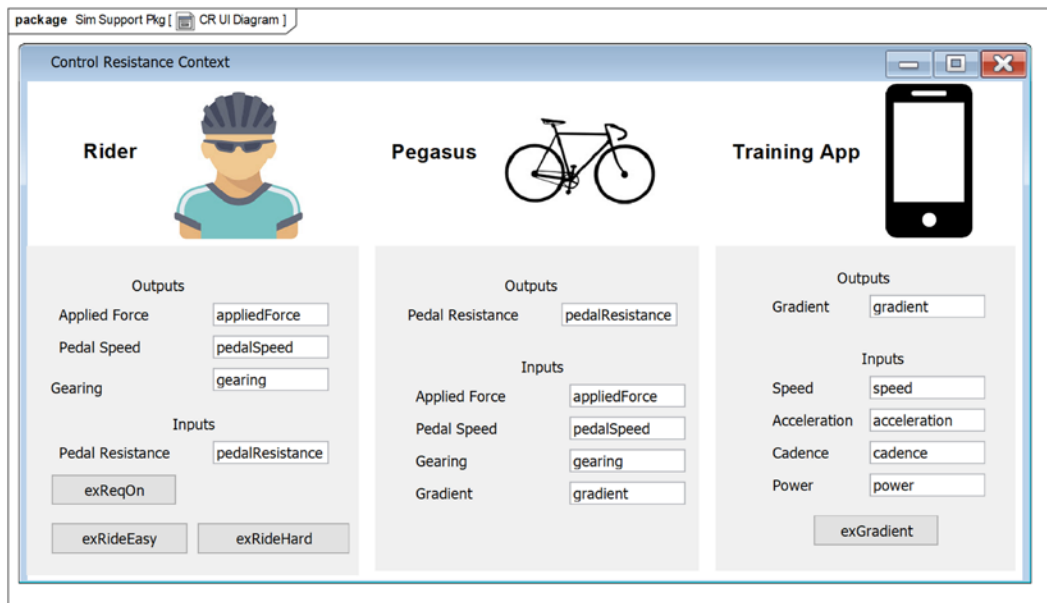 package Sim Support Pkg [ CR UI Diagram ]
Control Resistance Context
Rider
Outputs
Applied Force appliedForce
Pedal Speed pedalSpeed
Gearing gearing
Inputs
Pedal Resistance pedalResistance
exReqOn
exRideEasy exRideHard
Pegasus
Outputs
Pedal Resistance pedalResistance
Inputs
Applied Force appliedForce
Pedal Speed pedalSpeed
Gearing gearing
Gradient gradient
Training App
Outputs
Gradient gradient
Inputs
Speed speed
Acceleration acceleration
Cadence cadence
Power power
exGradient